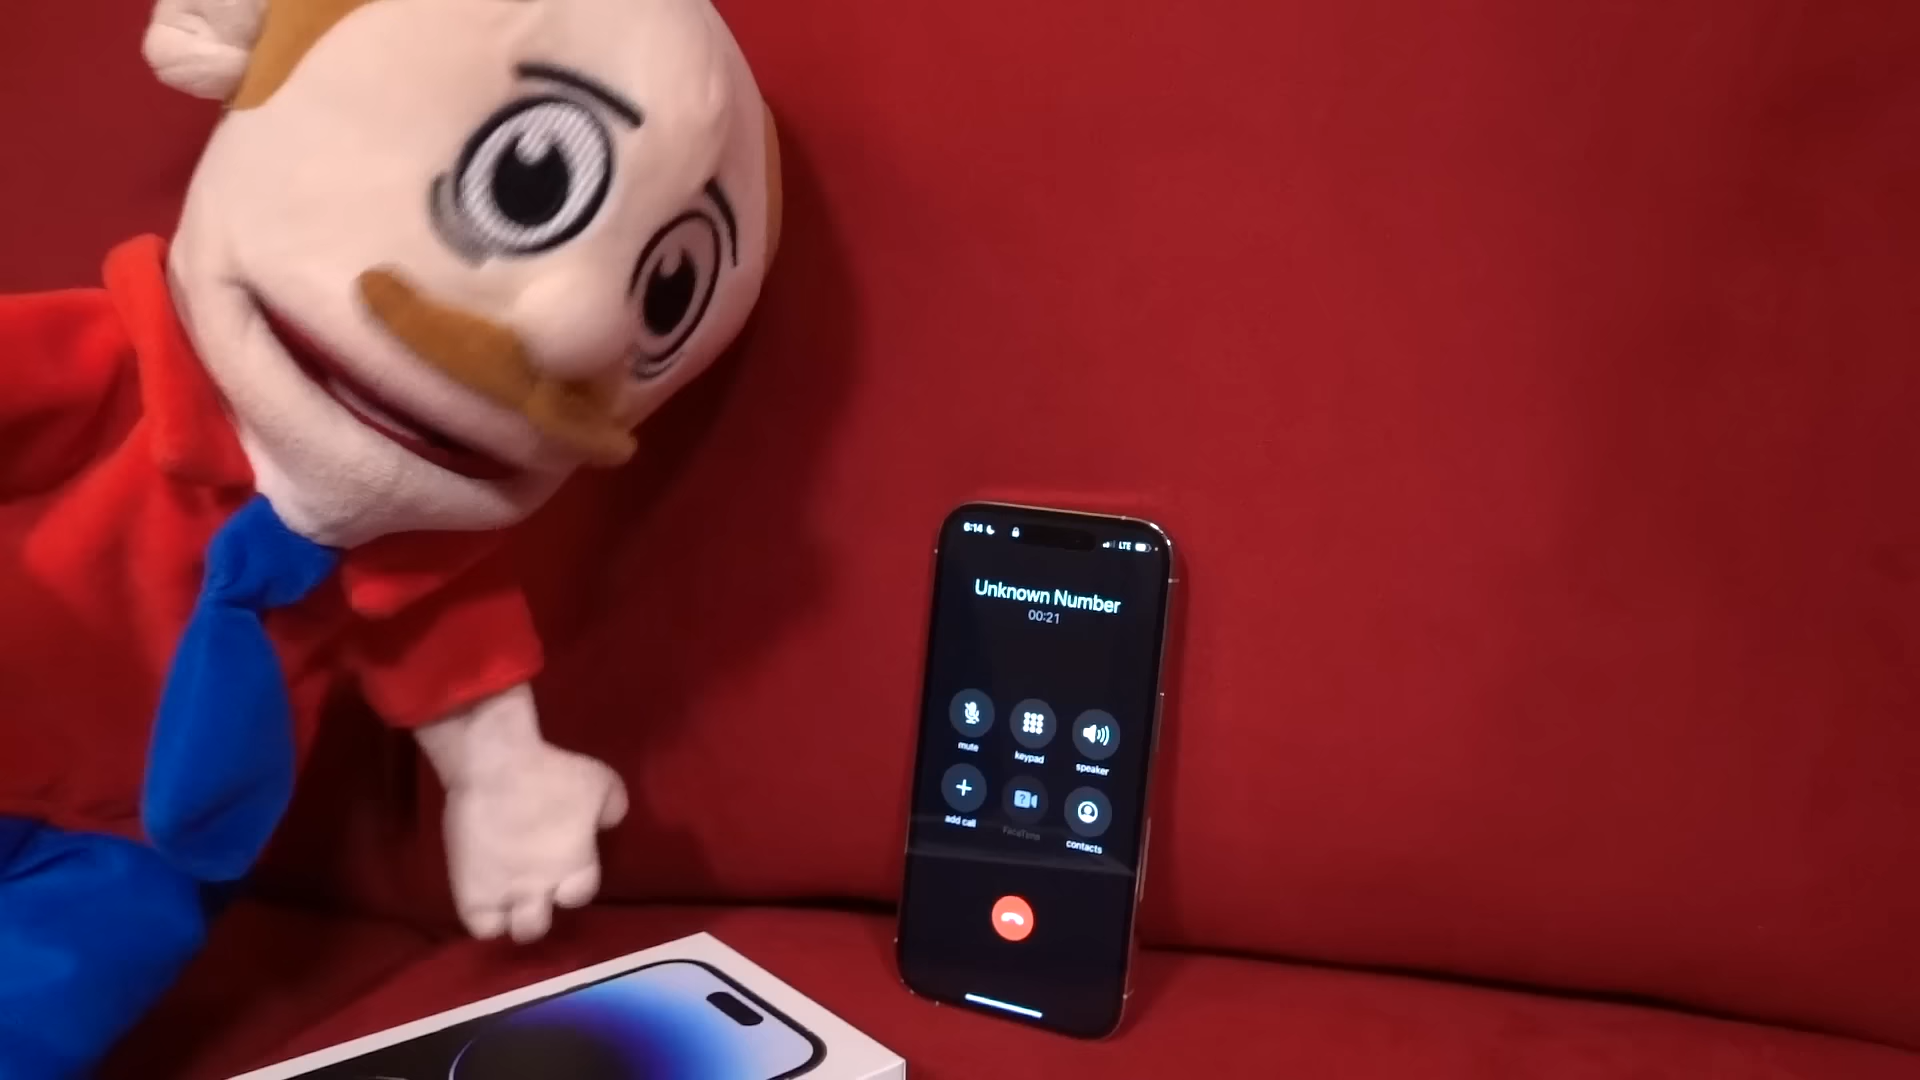 6:14
LTE
Unknown Number
00:21
mute
keypad
speaker
add call
FaceTime
contacts